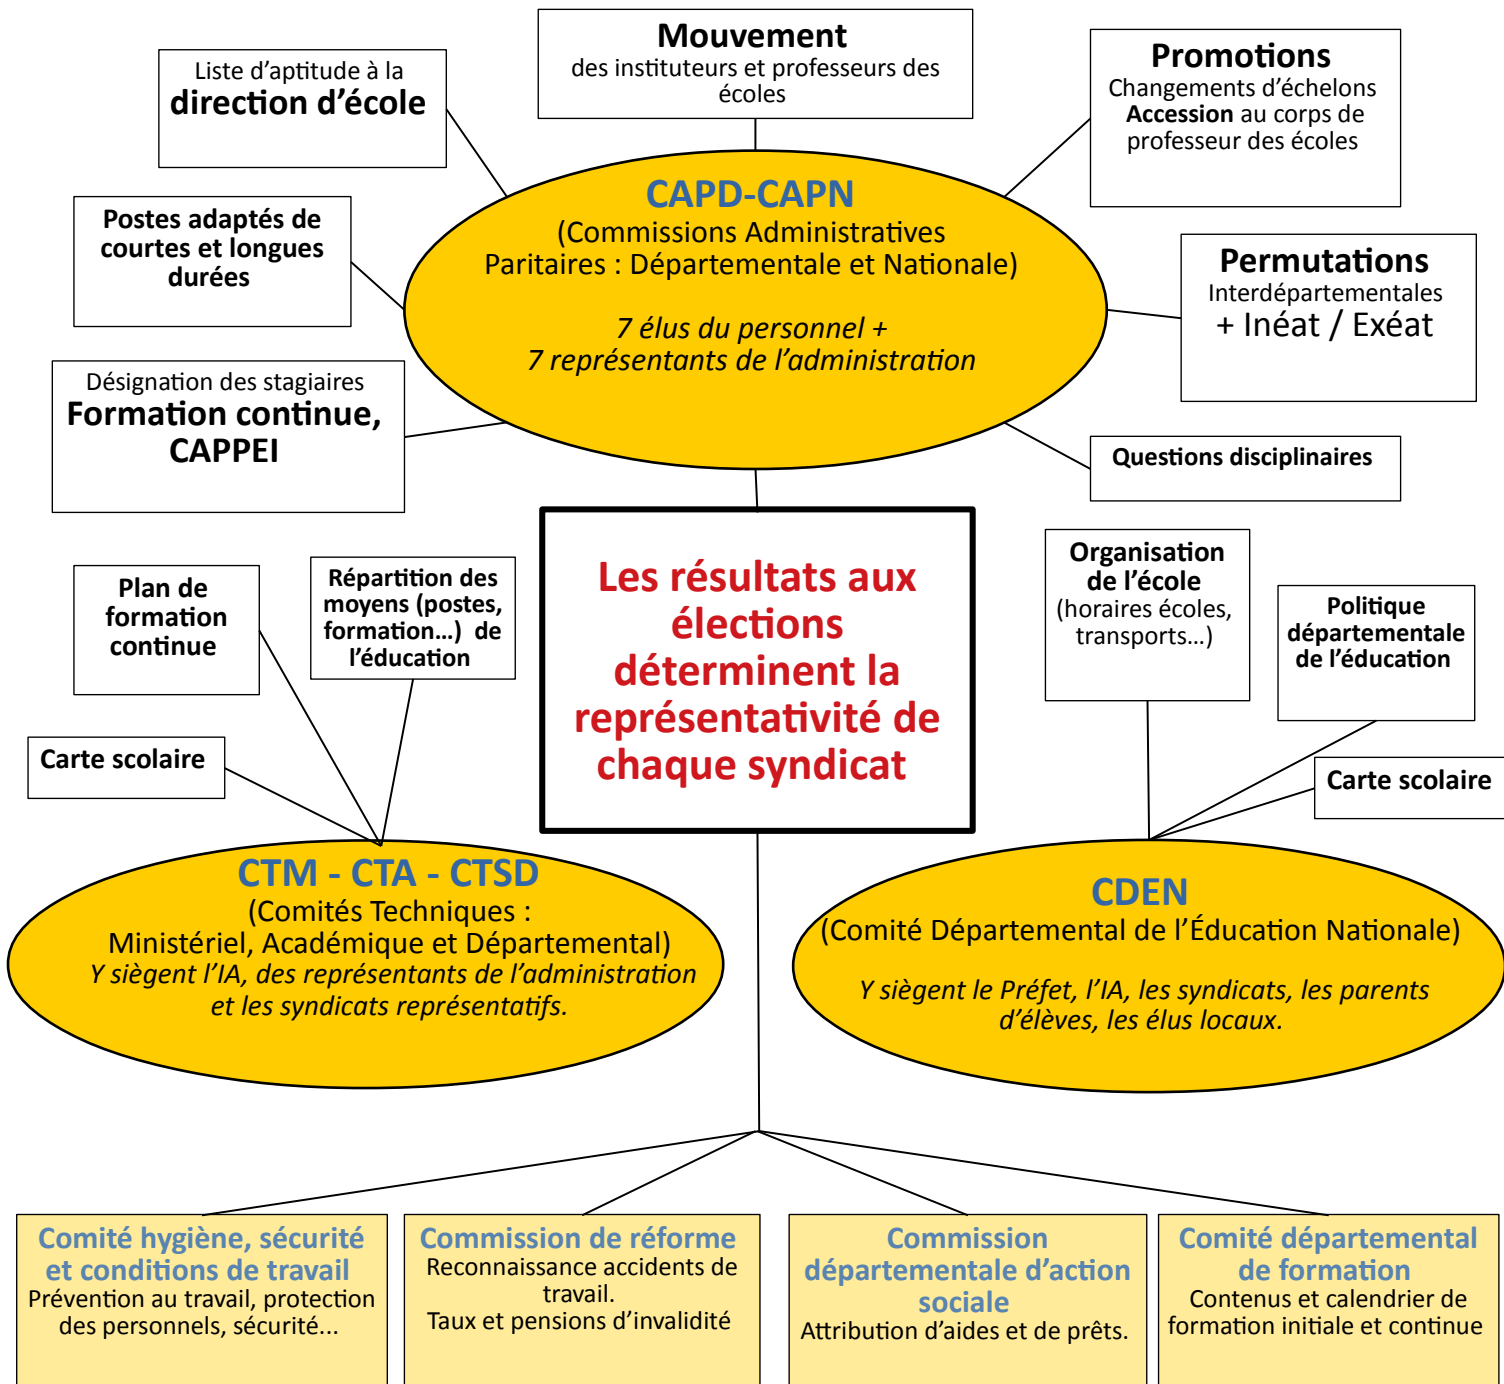 Liste d’aptitude à la
direction d’école
Mouvement
des instituteurs et professeurs des
écoles
Promotions
Changements d’échelons
Accession au corps de
professeur des écoles
Postes adaptés de
courtes et longues
durées
CAPD-CAPN
(Commissions Administratives
Paritaires : Départementale et Nationale)
7 élus du personnel +
7 représentants de l’administration
Permutations
Interdépartementales
+ Inéat / Exéat
Désignation des stagiaires
Formation continue,
CAPPEI
Questions disciplinaires
Plan de
formation
continue
Répartition des
moyens (postes,
formation...) de
l’éducation
Les résultats aux
élections
déterminent la
représentativité de
chaque syndicat
Organisation
de l’école
(horaires écoles,
transports...)
Politique
départementale
de l’éducation
Carte scolaire
Carte scolaire
CTM - CTA - CTSD
(Comités Techniques :
Ministériel, Académique et Départemental)
Y siègent l’IA, des représentants de l’administration
et les syndicats représentatifs.
CDEN
(Comité Départemental de l’Éducation Nationale)
Y siègent le Préfet, l’IA, les syndicats, les parents
d’élèves, les élus locaux.
Comité hygiène, sécurité
et conditions de travail
Prévention au travail, protection
des personnels, sécurité...
Commission de réforme
Reconnaissance accidents de
travail.
Taux et pensions d’invalidité
Commission
départementale d’action
sociale
Attribution d’aides et de prêts.
Comité départemental
de formation
Contenus et calendrier de
formation initiale et continue